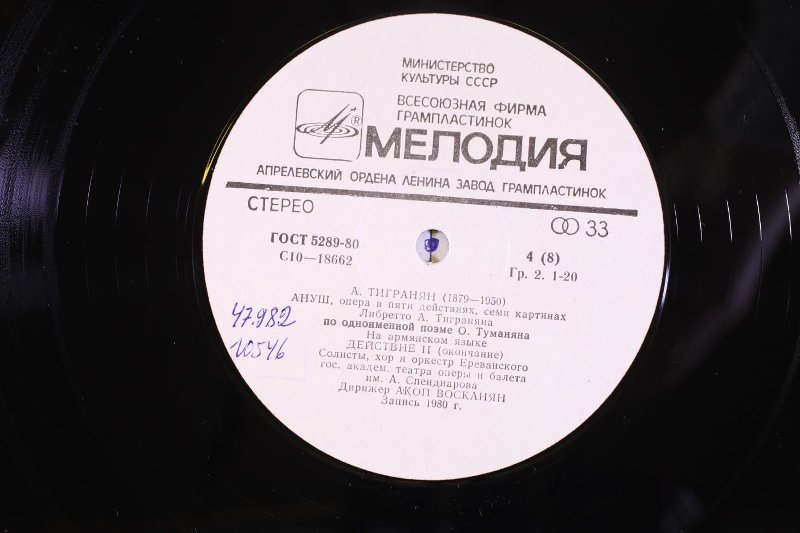 МИНИСТЕРСТВО
КУЛЬТУРЫ СССР
ВСЕСОЮЗНАЯ ФИРМА
ГРАМПЛАСТИНОК
®
МЕЛОДИЯ
АПРЕЛЕВСКИЙ ОРДЕНА ЛЕНИНА ЗАВОД ГРАМПЛАСТИНОК
СТЕРЕО
33
ГОСТ 5289-80
4 (8)
С10—18662
Гр. 2. 1-20
А. ТИГРАНЯН (1879—1950)
АНУШ, опера в пяти действиях, семи картинах
Либретто А. Тиграняна
по одноименной поэме О. Туманяна
На армянском языке
ДЕЙСТВИЕ II (окончание)
Солисты, хор и оркестр Ереванского
гос. академ. театра оперы и балета
им. А. Спендиарова
Дирижер АКОП ВОСКАНЯН
Запись 1980 г.
47.982
10546